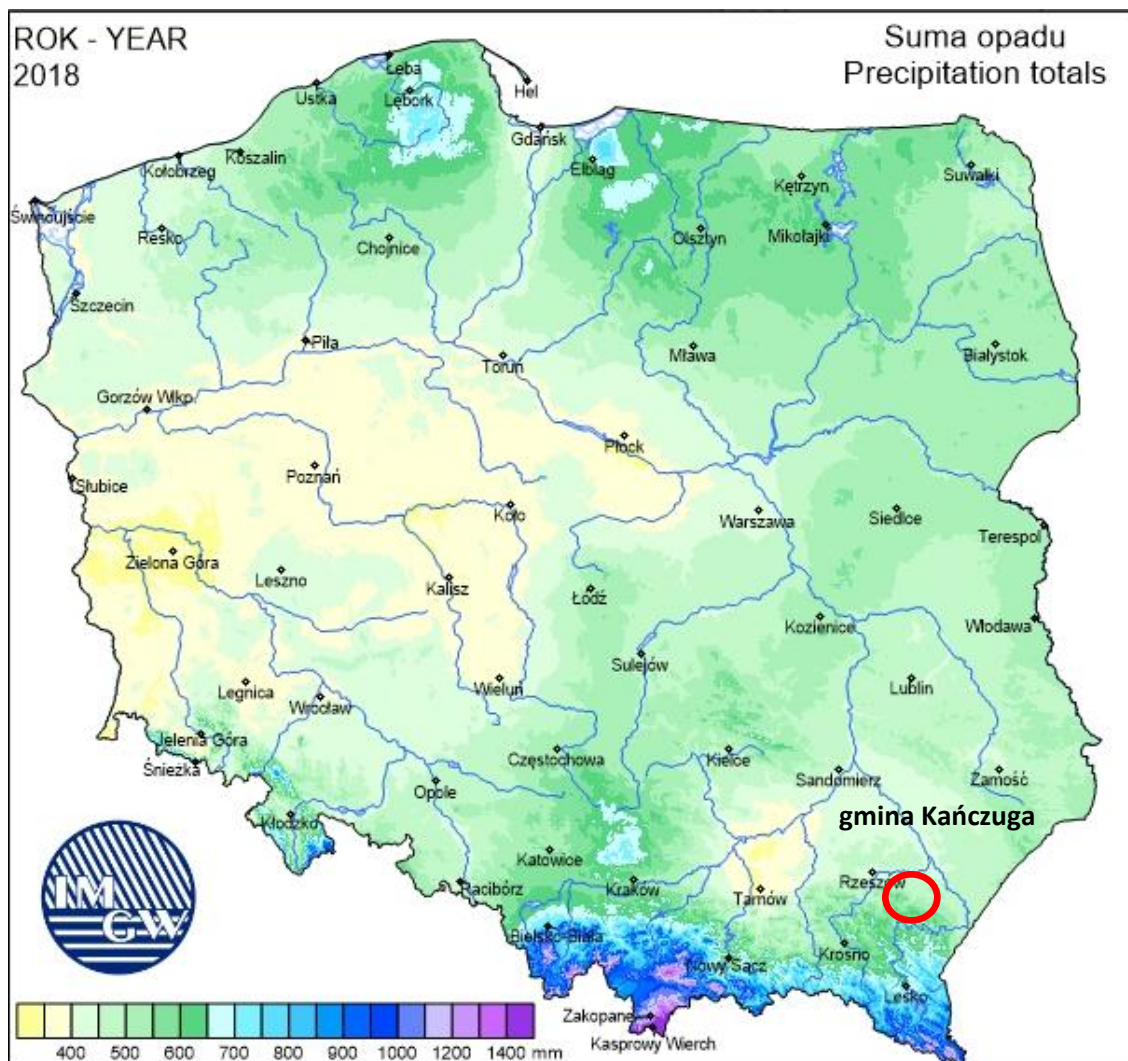 ROK - YEAR
2018
Suma opadu
Precipitation totals
Łeba
Hel
Ustka
Lębork
Gdańsk
Koszalin
Kołobrzeg
Elbląg
Suwałki
Kętrzyn
Świnoujście
Resko
Chojnice
Olsztyn
Mikołajki
Szczecin
Piła
Toruń
Mława
Białystok
Gorzów Wlkp.
Płock
Słubice
Poznań
Koło
Warszawa
Siedlce
Terespol
Zielona Góra
Leszno
Kalisz
Łódź
Kozienice
Włodawa
Sulejów
Legnica
Wieluń
Lublin
Wrocław
Jelenia Góra
Częstochowa
Kielce
Śnieżka
Opole
Sandomierz
Zamość
gmina Kańczuga
Kłodzko
Katowice
Racibórz
Kraków
Tarnów
Rzeszów
IM
GW
Bielsko-Biała
Nowy Sącz
Krosno
Lesko
Zakopane
Kasprowy Wierch
400 500 600 700 800 900 1000 1200 1400 mm